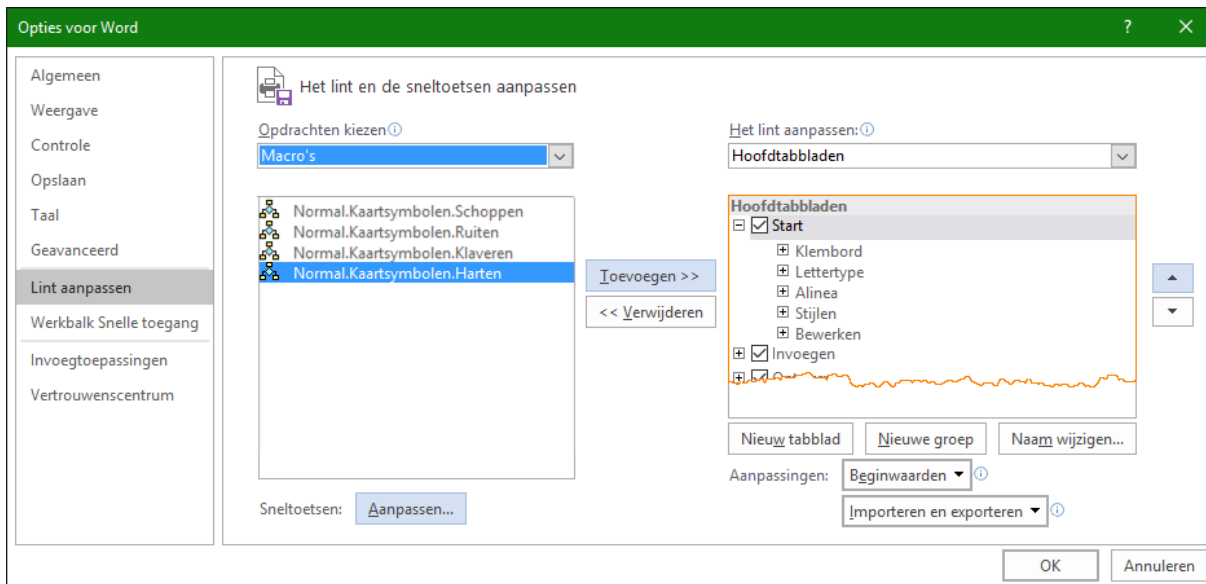 Opties voor Word
?
Algemeen
Weergave
Controle
Opslaan
Taal
Geavanceerd
Lint aanpassen
Werkbalk Snelle toegang
Invoegtoepassingen
Vertrouwenscentrum
Het lint en de sneltoetsen aanpassen
Opdrachten kiezen
Macro's
Normal.Kaartsymbolen.Schoppen
Normal.Kaartsymbolen.Ruiten
Normal.Kaartsymbolen.Klaveren
Normal.Kaartsymbolen.Harten
Sneltoetsen: Aanpassen...
Toevoegen >>
<< Verwijderen
Het lint aanpassen:
Hoofdtabbladen
Hoofdtabbladen
Start
Klembord
Lettertype
Alinea
Stijlen
Bewerken
Invoegen
Nieuw tabblad Nieuwe groep Naam wijzigen...
Aanpassingen: Beginwaarden
Importeren en exporteren
OK Annuleren